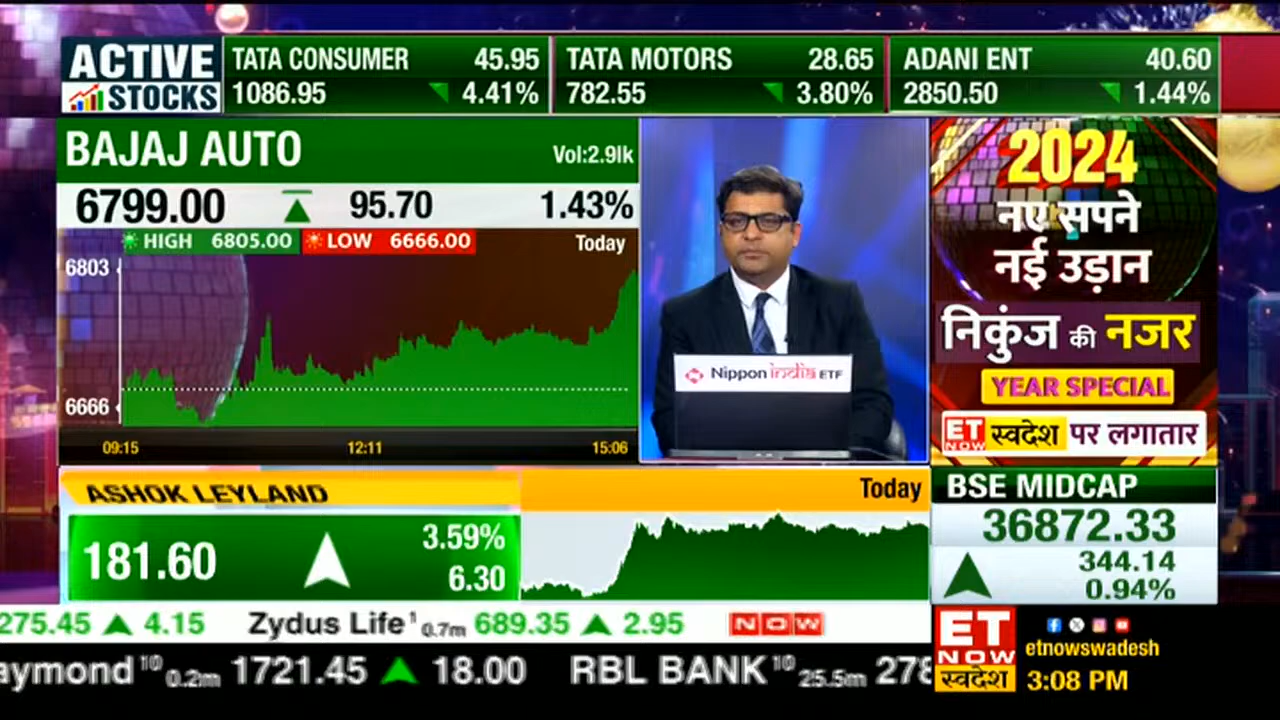 ACTIVE
STOCKS
TATA CONSUMER 45.95
1086.95 4.41%
TATA MOTORS 28.65
782.55 3.80%
ADANI ENT 40.60
2850.50 1.44%
BAJAJ AUTO
Vol:2.9lk
6799.00 95.70 1.43%
HIGH 6805.00 LOW 6666.00
Today
6803
6666
09:15 12:11 15:06
Nippon india ETF
2024
नए सपने
नई उड़ान
निकुंज की नजर
YEAR SPECIAL
ET NOW स्वदेश पर लगातार
ASHOK LEYLAND
Today
181.60
3.59%
6.30
BSE MIDCAP
36872.33
344.14
0.94%
275.45 4.15 Zydus Life 1 0.7m 689.35 2.95 NOW
aymond 10 0.2m 1721.45 18.00 RBL BANK 10 25.5m 278
ET
NOW
स्वदेश
etnowswadesh
3:08 PM